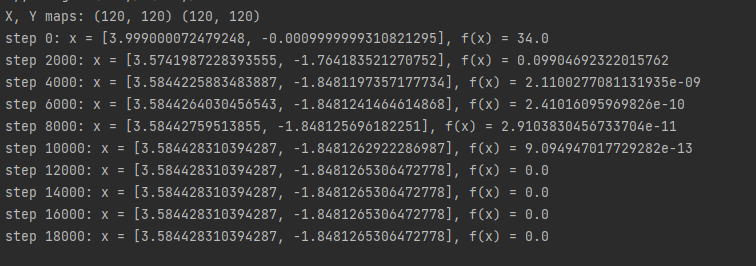 X, Y maps: (120, 120) (120, 120)
step 0: x = [3.999000072479248, -0.0009999999310821295], f(x) = 34.0
step 2000: x = [3.5741987228393555, -1.764183521270752], f(x) = 0.09904692322015762
step 4000: x = [3.5844225883483887, -1.8481197357177734], f(x) = 2.1100277081131935e-09
step 6000: x = [3.5844264030456543, -1.8481241464614868], f(x) = 2.41016095969826e-10
step 8000: x = [3.58442759513855, -1.848125696182251], f(x) = 2.9103830456733704e-11
step 10000: x = [3.584428310394287, -1.8481262922286987], f(x) = 9.094947017729282e-13
step 12000: x = [3.584428310394287, -1.8481265306472778], f(x) = 0.0
step 14000: x = [3.584428310394287, -1.8481265306472778], f(x) = 0.0
step 16000: x = [3.584428310394287, -1.8481265306472778], f(x) = 0.0
step 18000: x = [3.584428310394287, -1.8481265306472778], f(x) = 0.0